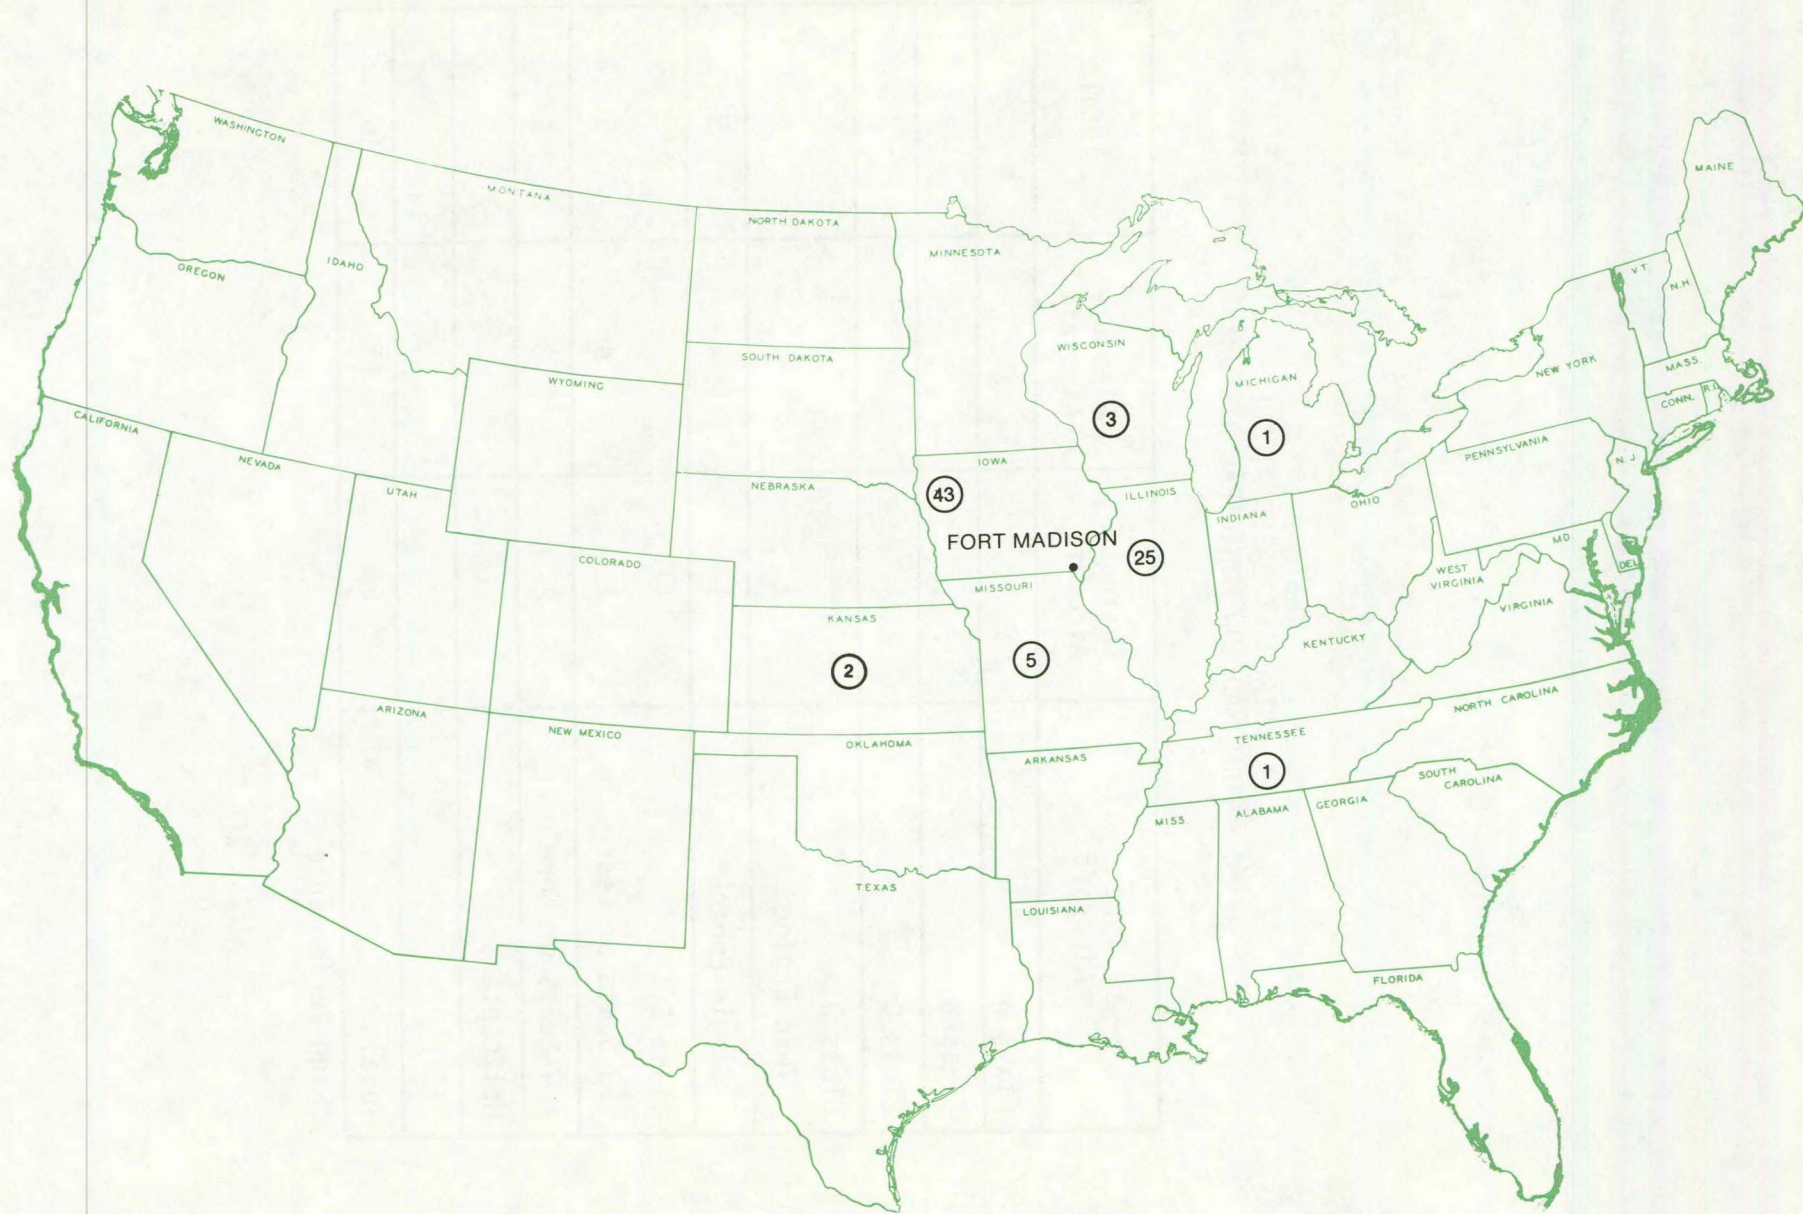 WASHINGTON
MAINE
MONTANA
NORTH DAKOTA
MINNESOTA
IDAHO
OREGON
V T.
N.H.
WISCONSIN
SOUTH DAKOTA
NEW YORK
MASS.
WYOMING
MICHIGAN
R.I.
CONN.
CALIFORNIA
3
1
PENNSYLVANIA
NEVADA
IOWA
N. J.
UTAH
NEBRASKA
43
ILLINOIS
OHIO
INDIANA
FORT MADISON
MD.
COLORADO
25
WEST
VIRGINIA
DEL.
MISSOURI
VIRGINIA
KANSAS
KENTUCKY
2
5
ARIZONA
NORTH CAROLINA
NEW MEXICO
OKLAHOMA
TENNESSEE
ARKANSAS
1
SOUTH
CAROLINA
MISS.
ALABAMA
GEORGIA
TEXAS
LOUISIANA
FLORIDA